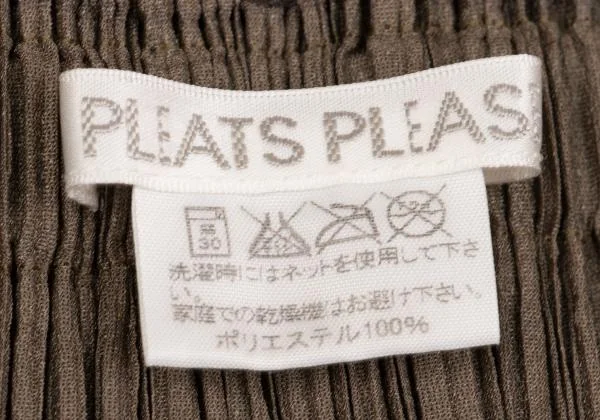 PLEATS PLEAS
弱
30
洗濯時にはネットを使用して下さ
い。
家庭での乾燥機はお避け下さい。
ポリエステル100%